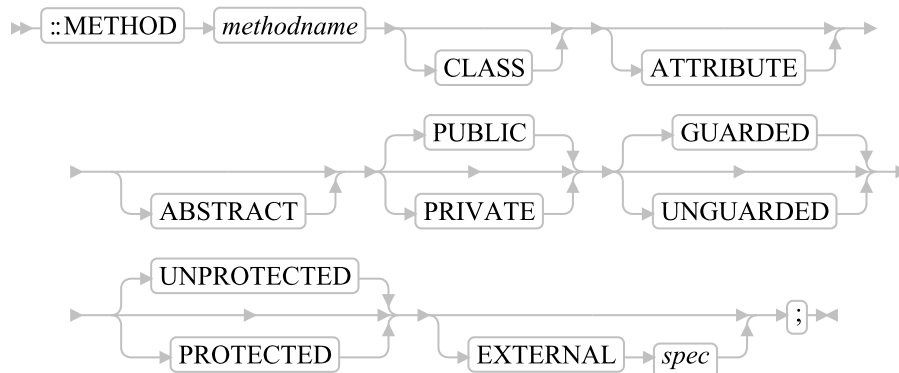 ::METHOD methodname
CLASS ATTRIBUTE
PUBLIC GUARDED
ABSTRACT PRIVATE UNGUARDED
UNPROTECTED
PROTECTED EXTERNAL spec ;